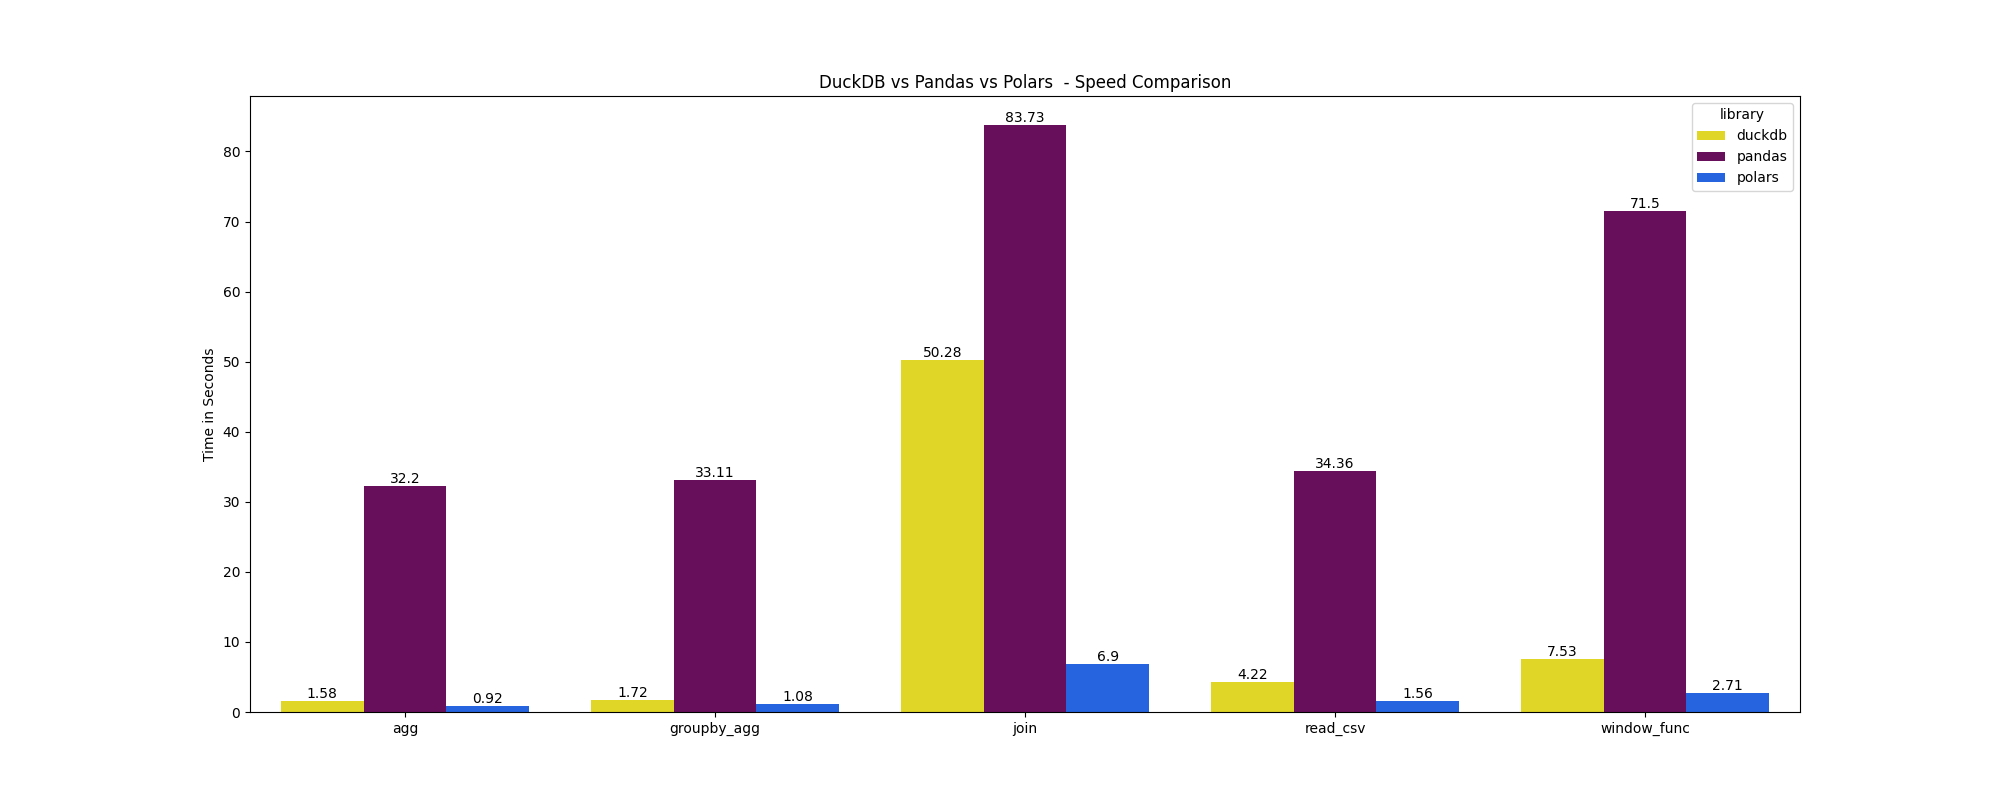 DuckDB vs Pandas vs Polars  - Speed Comparison
library
duckdb
pandas
polars
Time in Seconds
80
70
60
50
40
30
20
10
0
1.58
32.2
0.92
1.72
33.11
1.08
50.28
83.73
6.9
4.22
34.36
1.56
7.53
71.5
2.71
agg
groupby_agg
join
read_csv
window_func